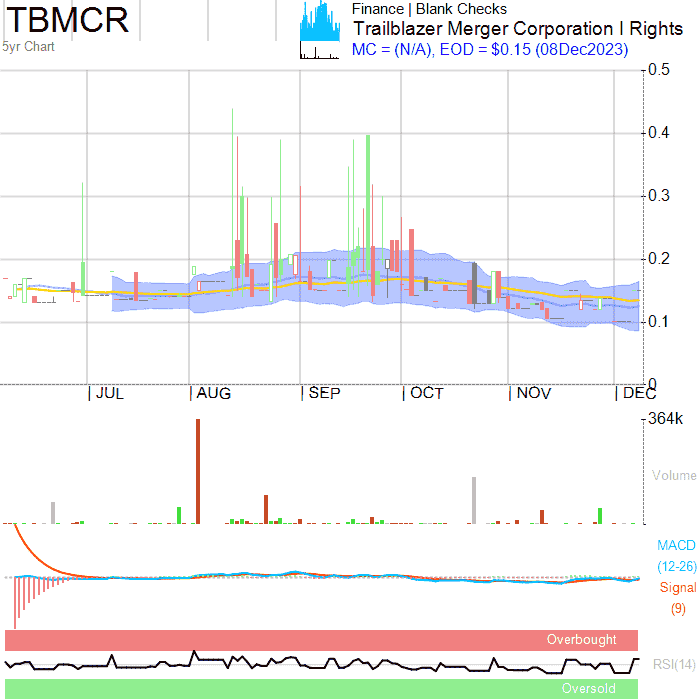 TBMCR
5yr Chart
Finance | Blank Checks
Trailblazer Merger Corporation I Rights
MC = (N/A), EOD = $0.15 (08Dec2023)
0.5
0.4
0.3
0.2
0.1
0
JUL AUG SEP OCT NOV DEC
364k
Volume
MACD
(12-26)
Signal
(9)
Overbought
RSI(14)
Oversold